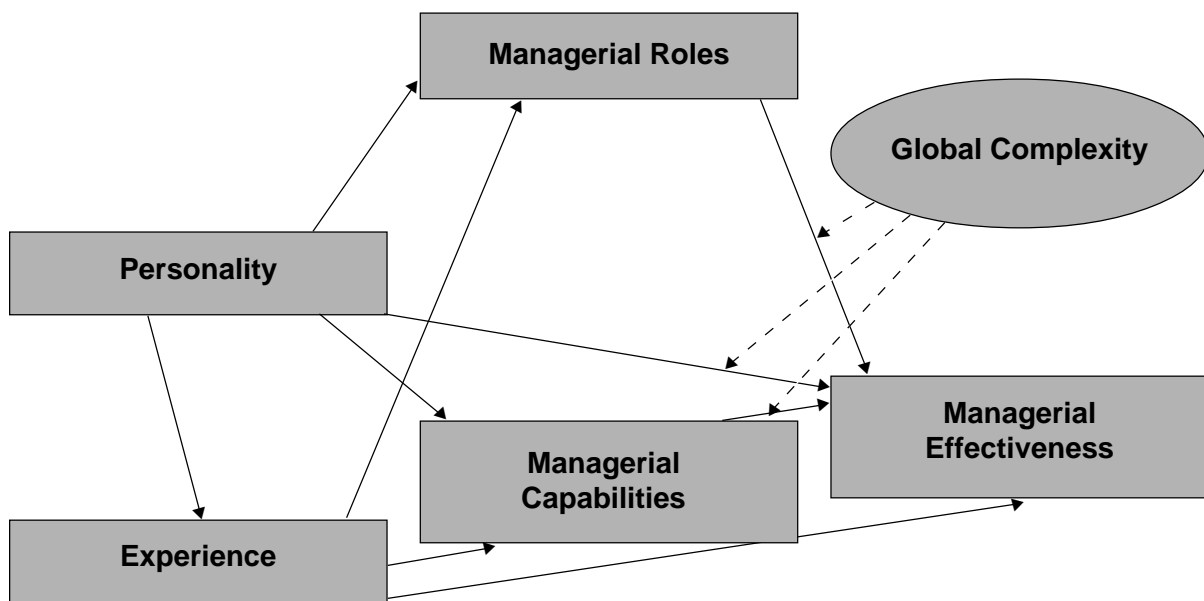 Managerial Roles
Global Complexity
Personality
Managerial
Effectiveness
Managerial
Capabilities
Experience